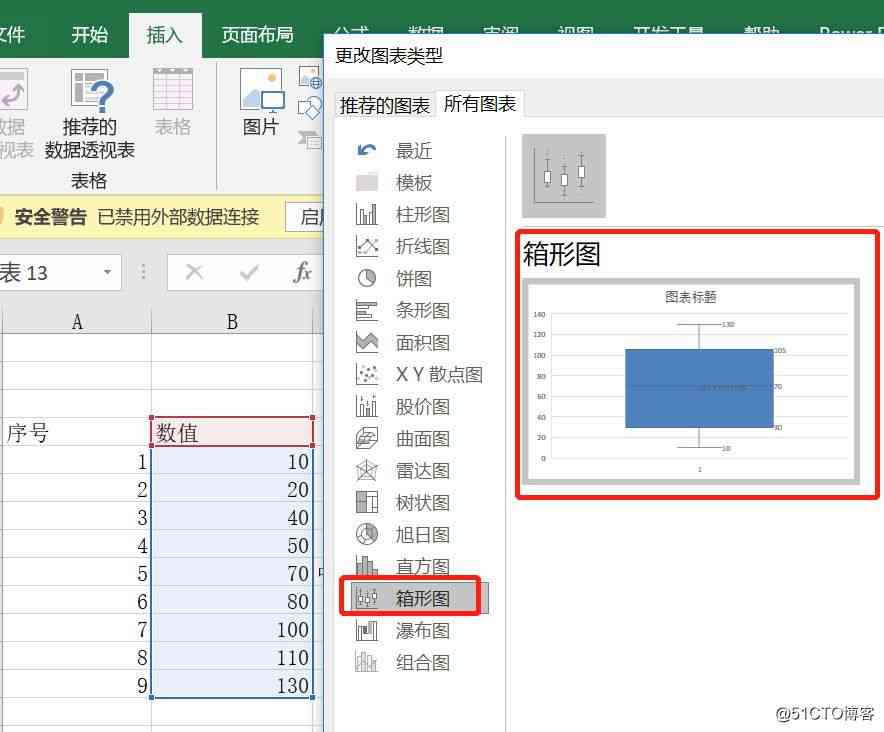 文件 开始 插入 页面布局 公式 数据 审阅 视图 开发工具 帮助
更改图表类型
推荐的图表 所有图表
推荐的
数据透视表
表格
图片
表格
安全警告 已禁用外部数据连接
表 13
fx
A B
序号 数值
1 10
2 20
3 40
4 50
5 70
6 80
7 100
8 110
9 130
最近
模板
柱形图
折线图
饼图
条形图
面积图
X Y 散点图
股价图
曲面图
雷达图
树状图
旭日图
直方图
箱形图
瀑布图
组合图
箱形图
图表标题
140
120
100
80
60
40
20
0
130
105
70
30
10
1
@51CTO博客